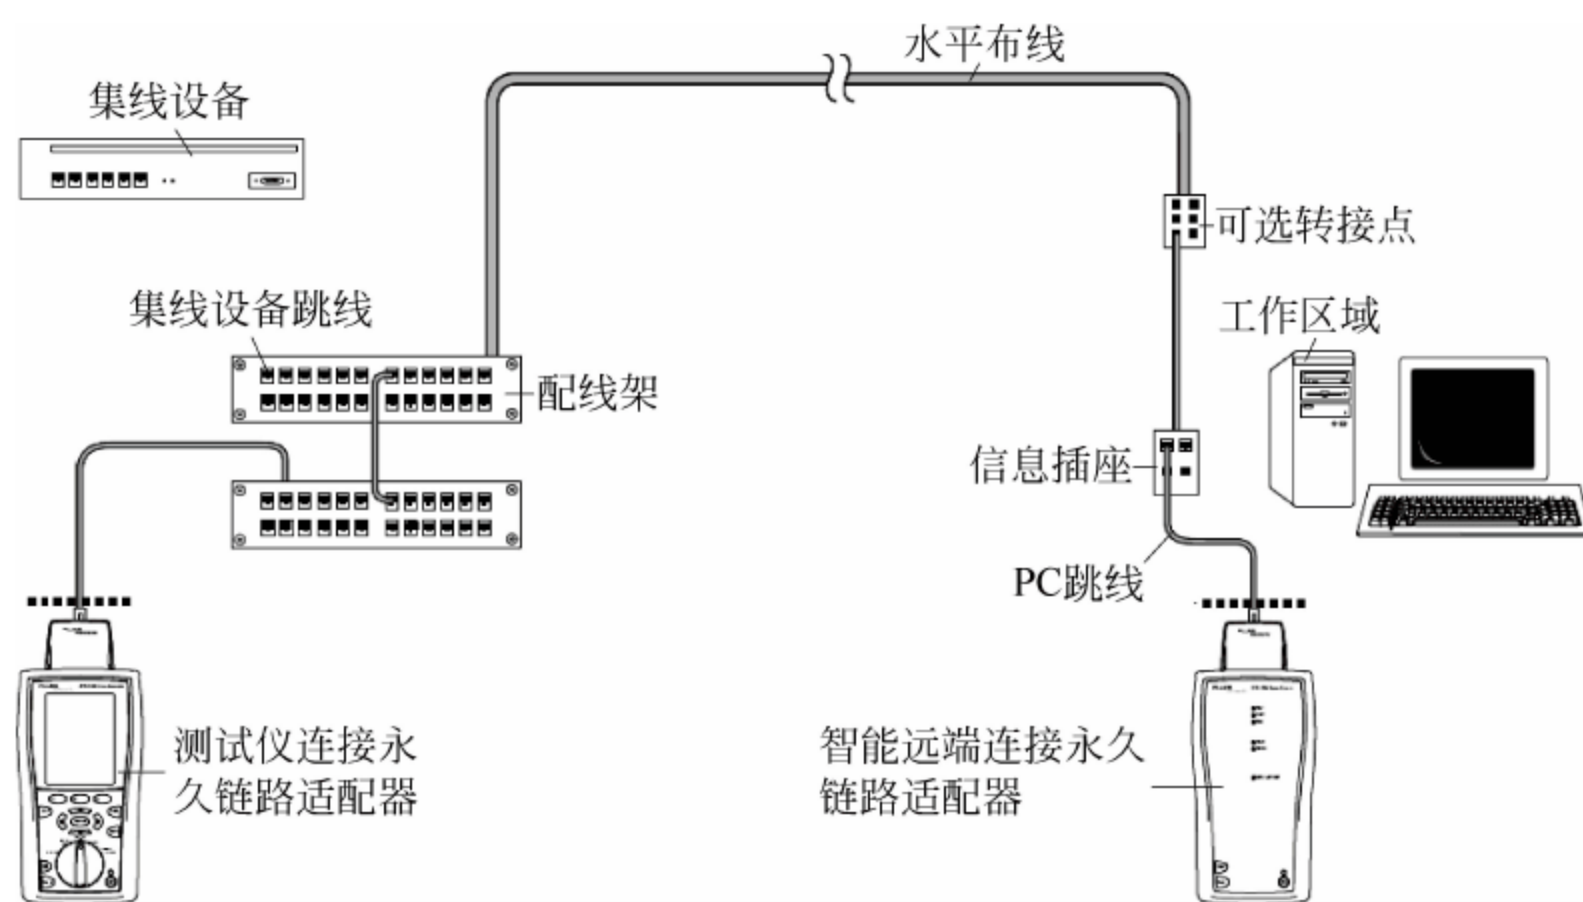 水平布线
集线设备
可选转接点
集线设备跳线
工作区域
配线架
信息插座
PC跳线
测试仪连接永
久链路适配器
智能远端连接永久
链路适配器